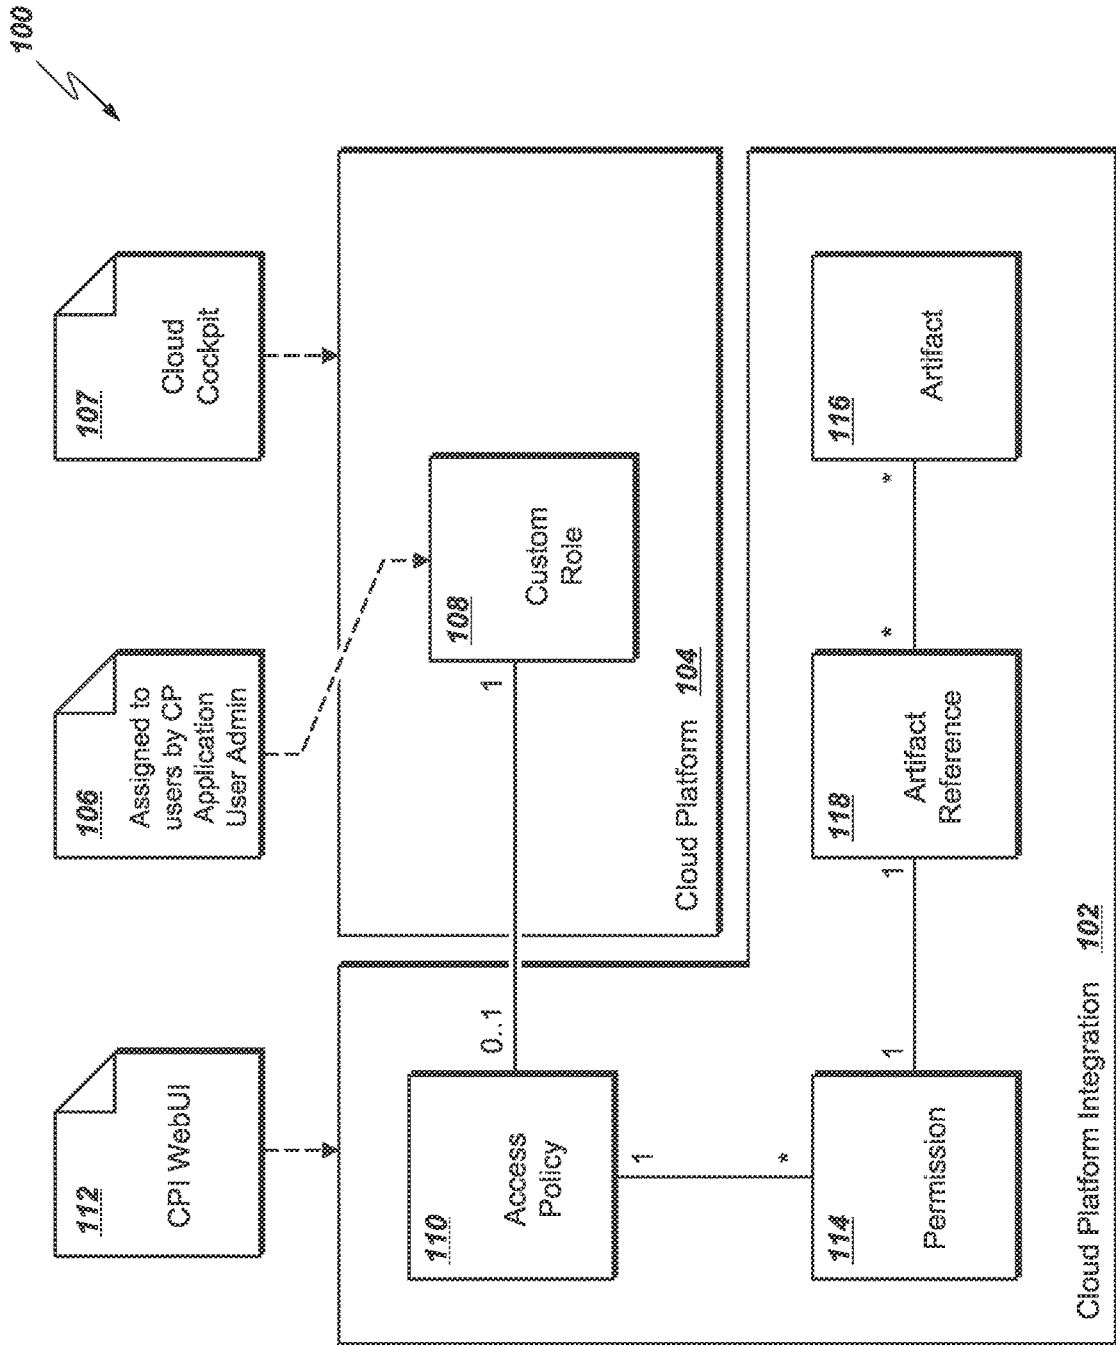 100
112
CPI WebUI
106
Assigned to
users by CP
Application
User Admin
107
Cloud
Cockpit
110
Access
Policy
0..1
1
108
Custom
Role
Cloud Platform 104
1
*
114
Permission
1
1
118
Artifact
Reference
*
*
116
Artifact
Cloud Platform Integration 102